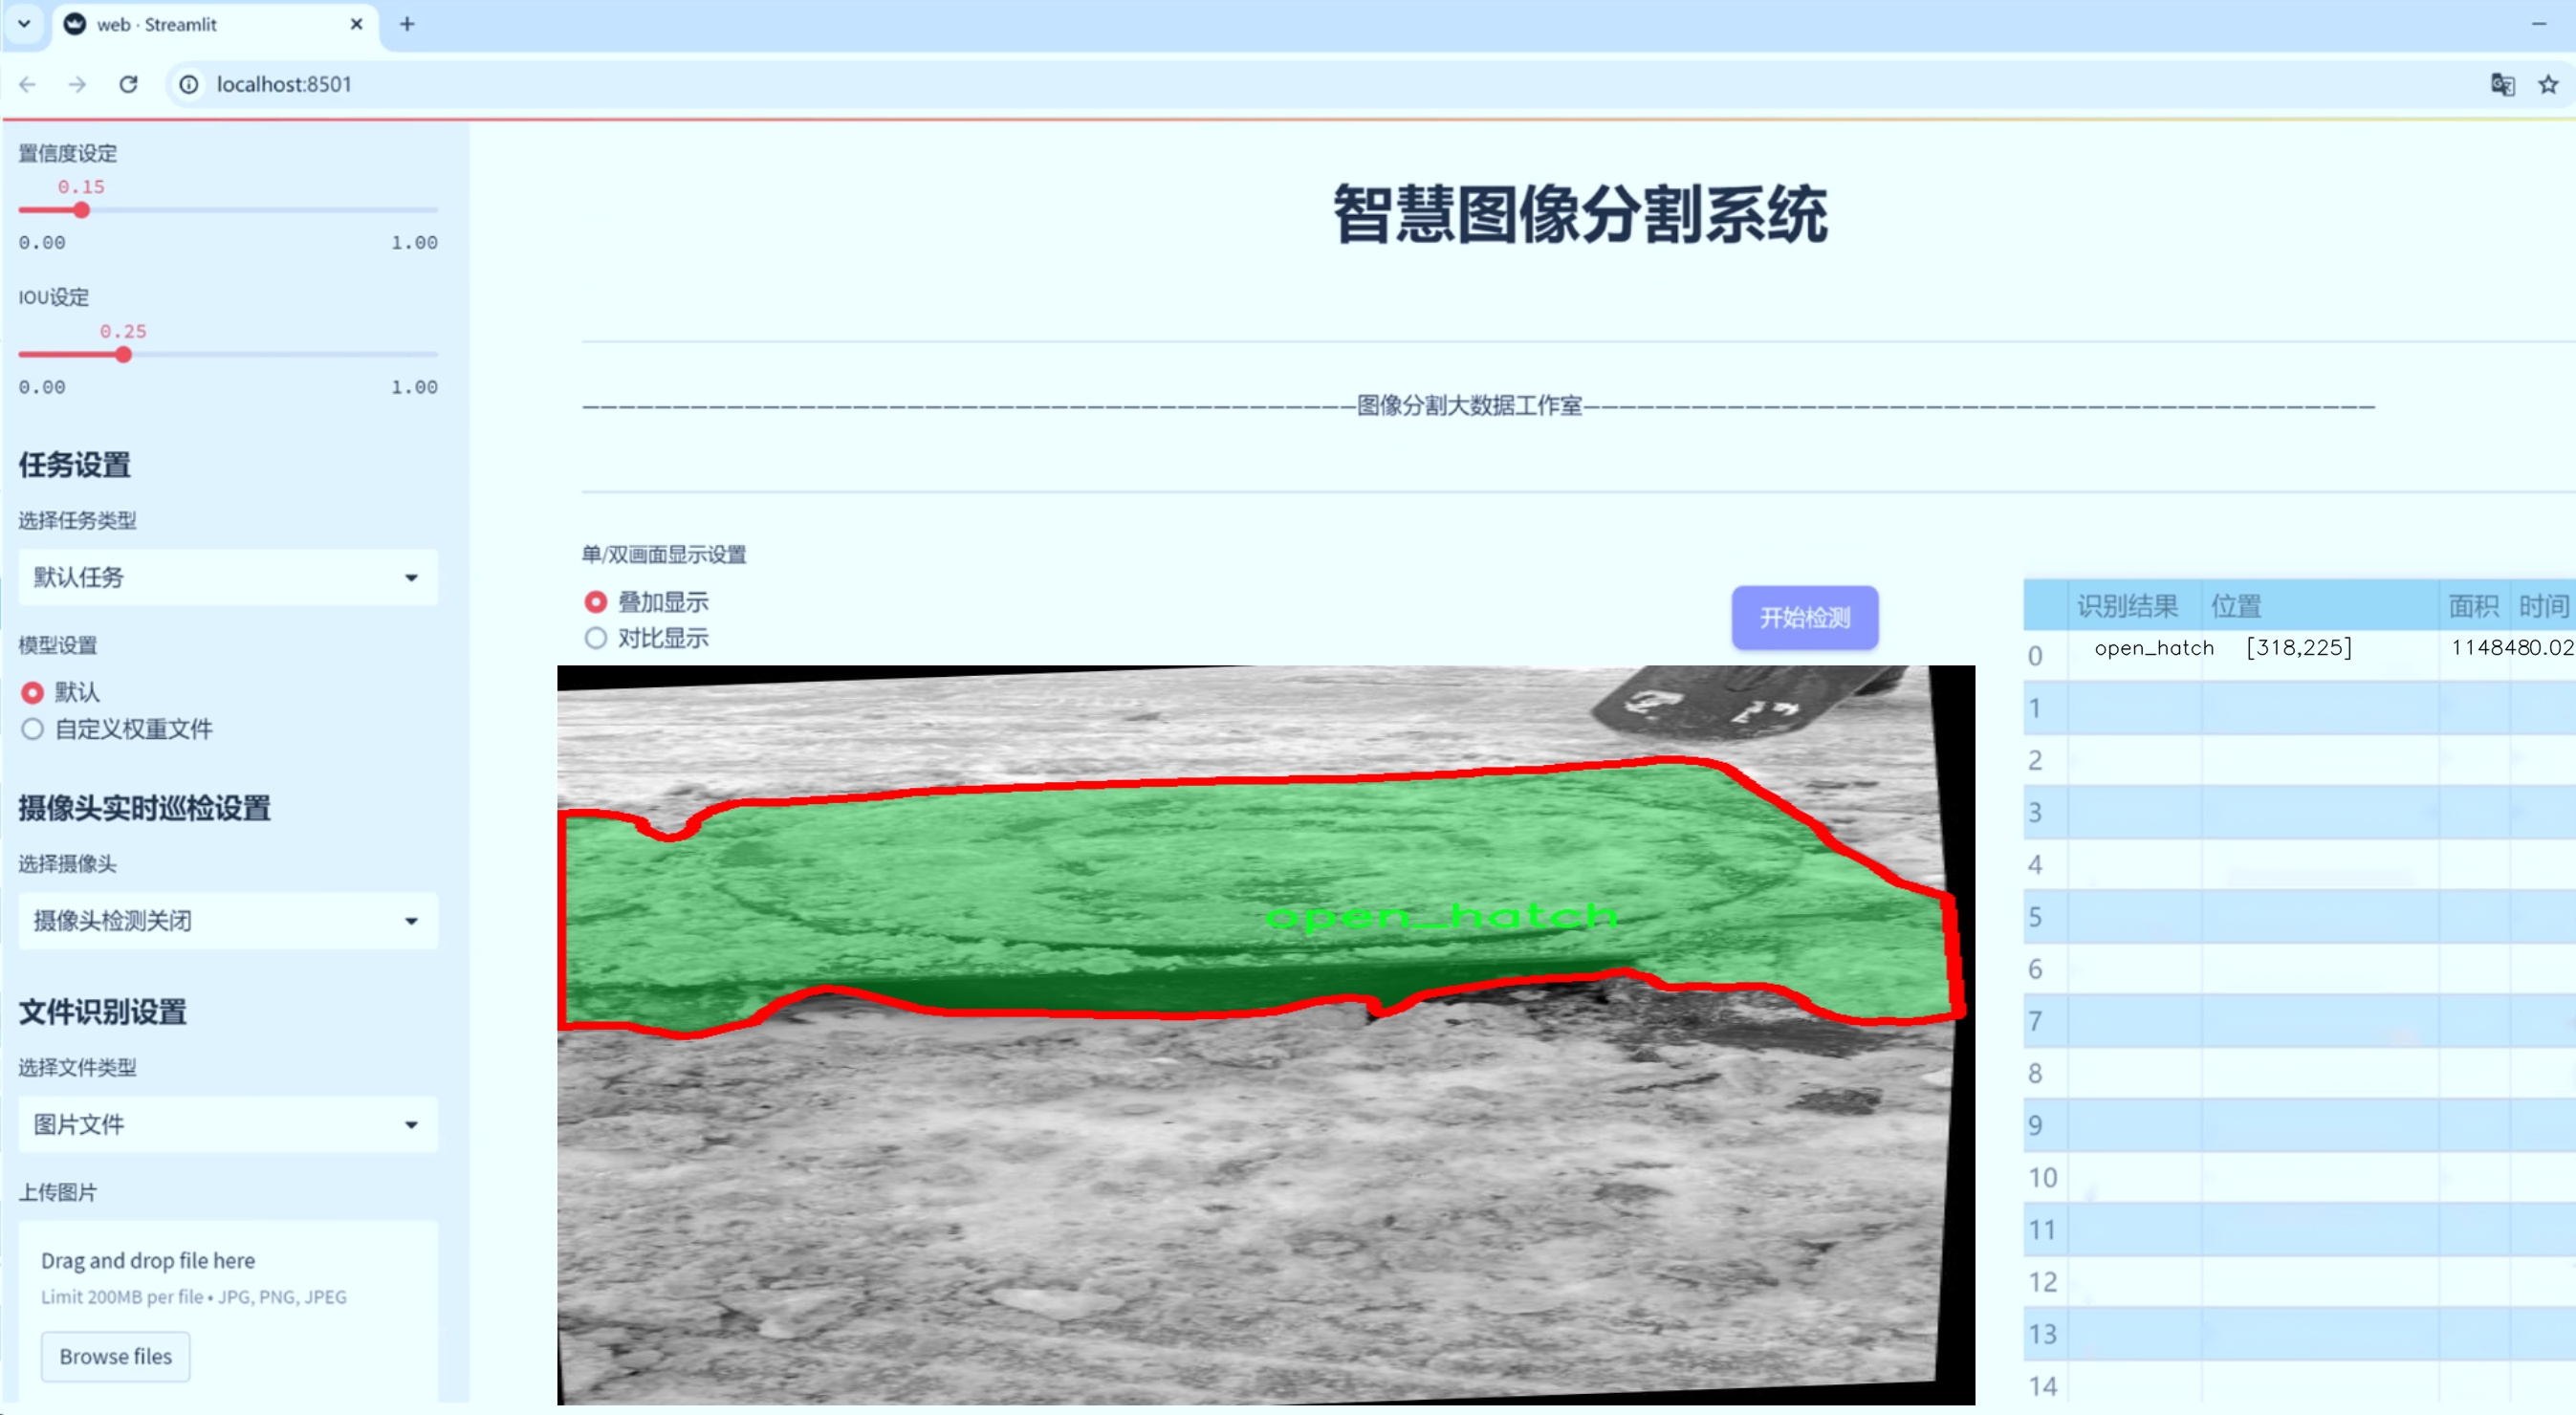 web · Streamlit
localhost:8501
置信度设定
0.15
0.00 1.00
IOU设定
0.25
0.00 1.00
任务设置
选择任务类型
默认任务
模型设置
默认
自定义权重文件
摄像头实时巡检设置
选择摄像头
摄像头检测关闭
文件识别设置
选择文件类型
图片文件
上传图片
Drag and drop file here
Limit 200MB per file • JPG, PNG, JPEG
Browse files
智慧图像分割系统
图像分割大数据工作室
单/双画面显示设置
叠加显示
对比显示
开始检测
open_hatch
识别结果 位置 面积 时间
0 open_hatch [318,225] 1148480.02
1
2
3
4
5
6
7
8
9
10
11
12
13
14